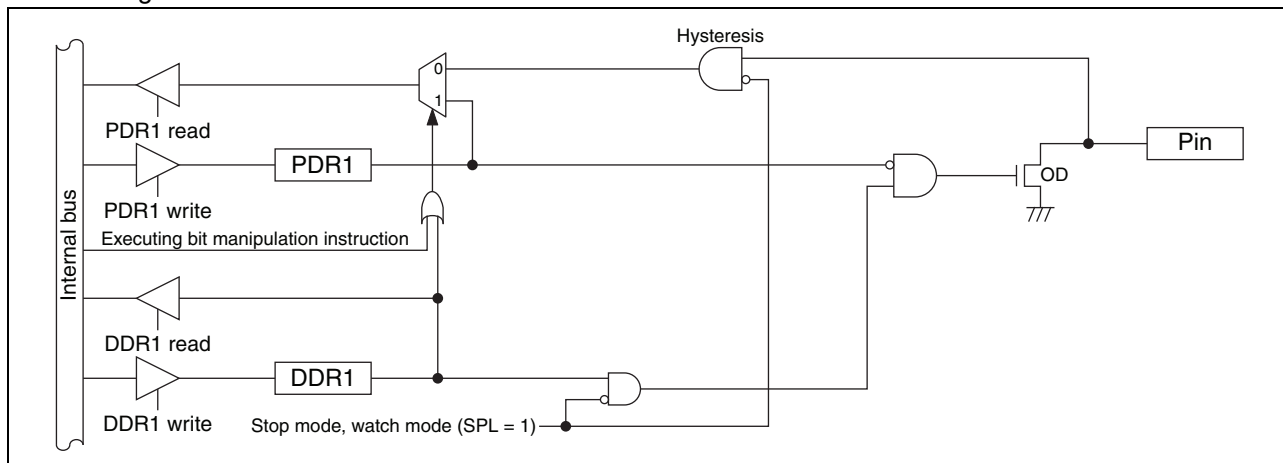 Hysteresis
0
1
PDR1 read
PDR1
Pin
OD
PDR1 write
Executing bit manipulation instruction
Internal bus
DDR1 read
DDR1
DDR1 write
Stop mode, watch mode (SPL = 1)